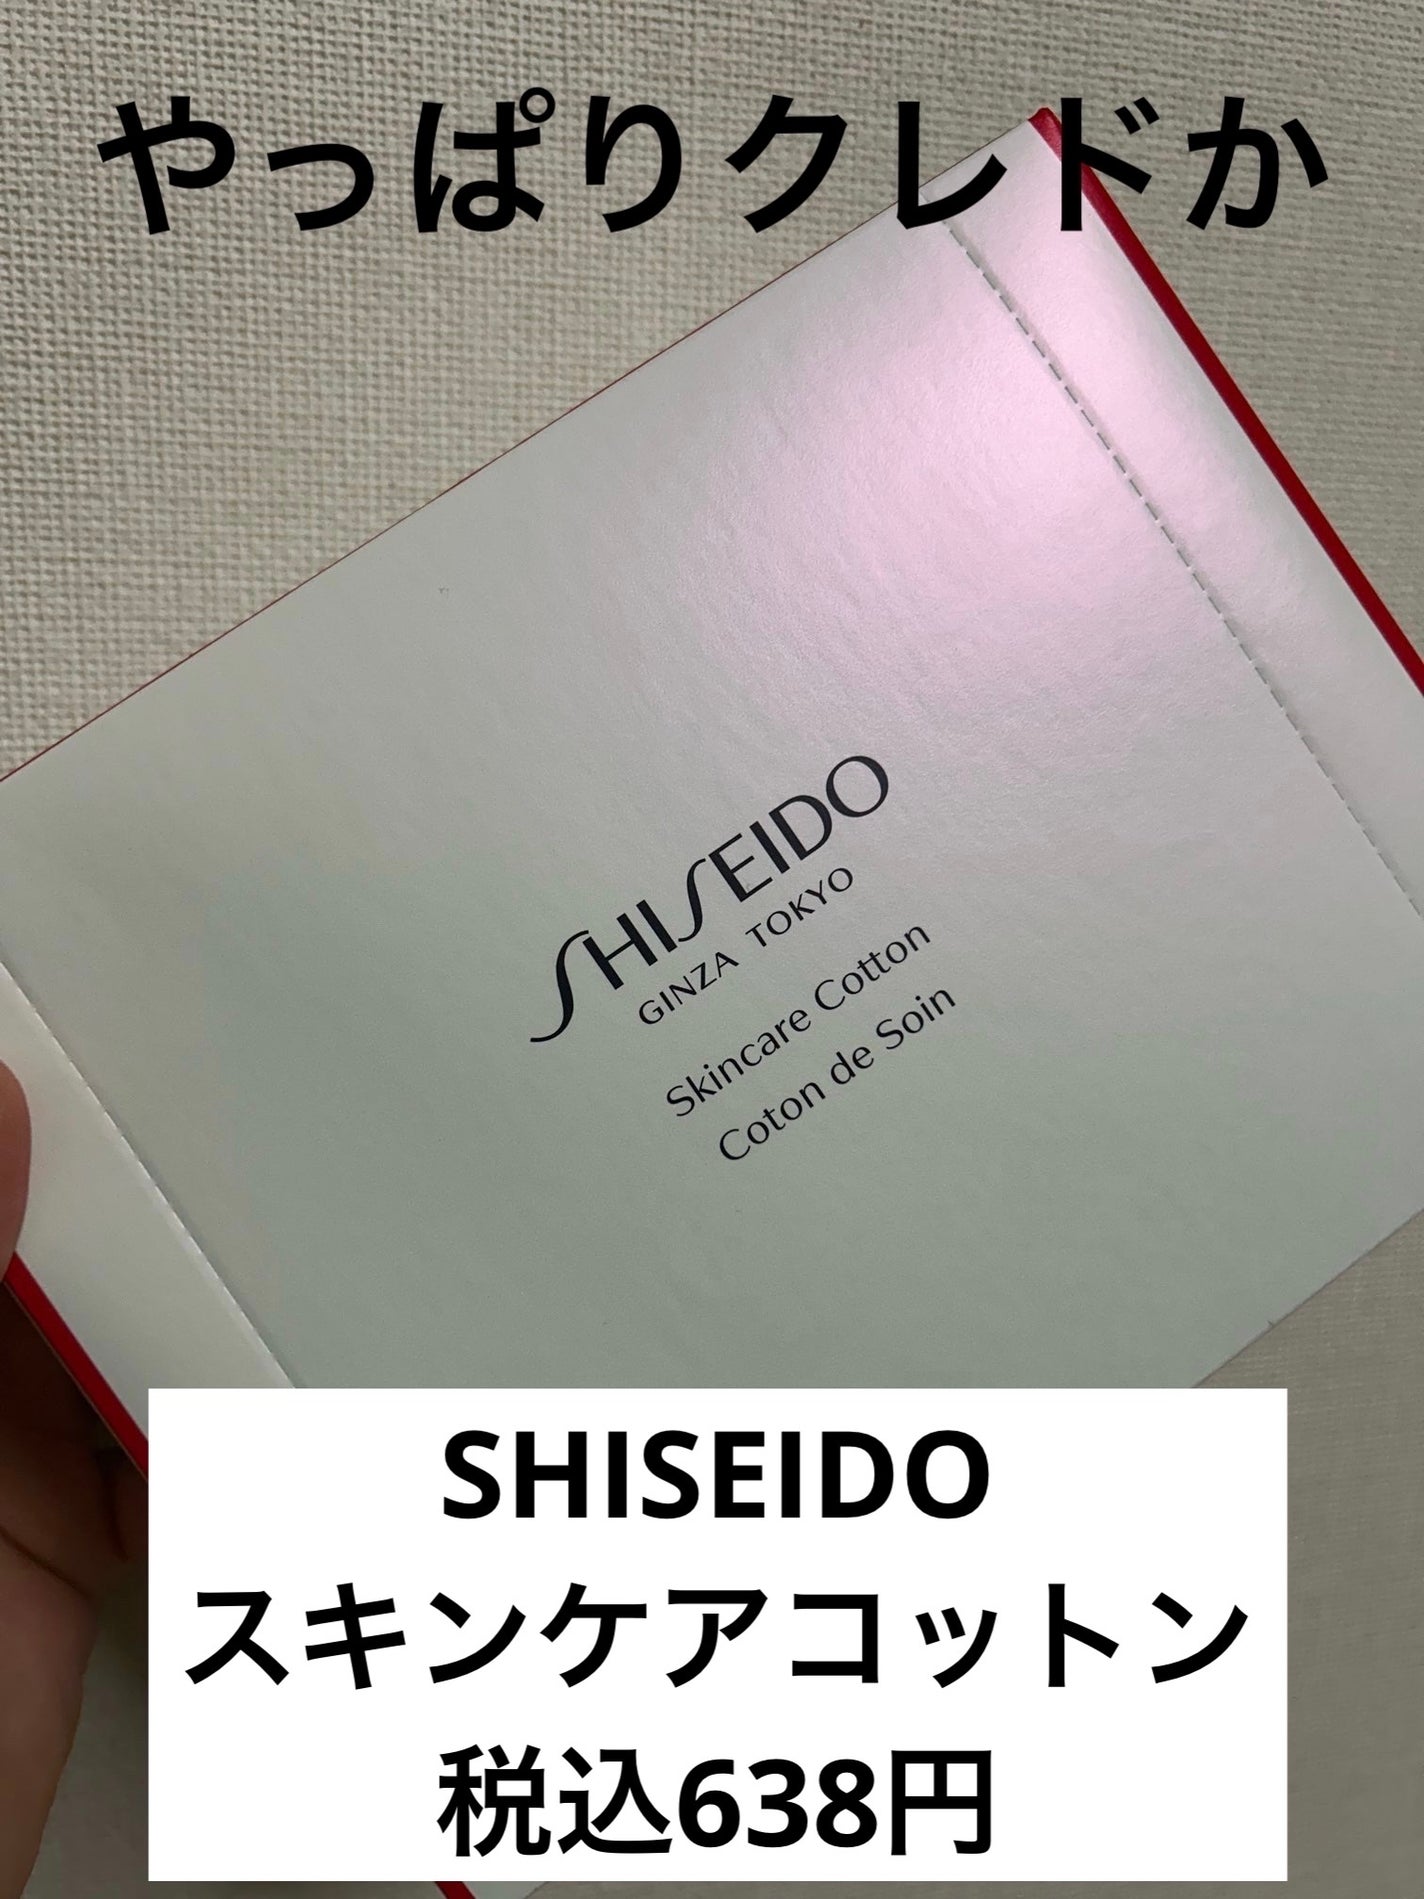 やっぱりクレドか
SHISEIDO
GINZA TOKYO
Skincare Cotton
Coton de Soin
SHISEIDO
スキンケアコットン
税込638円